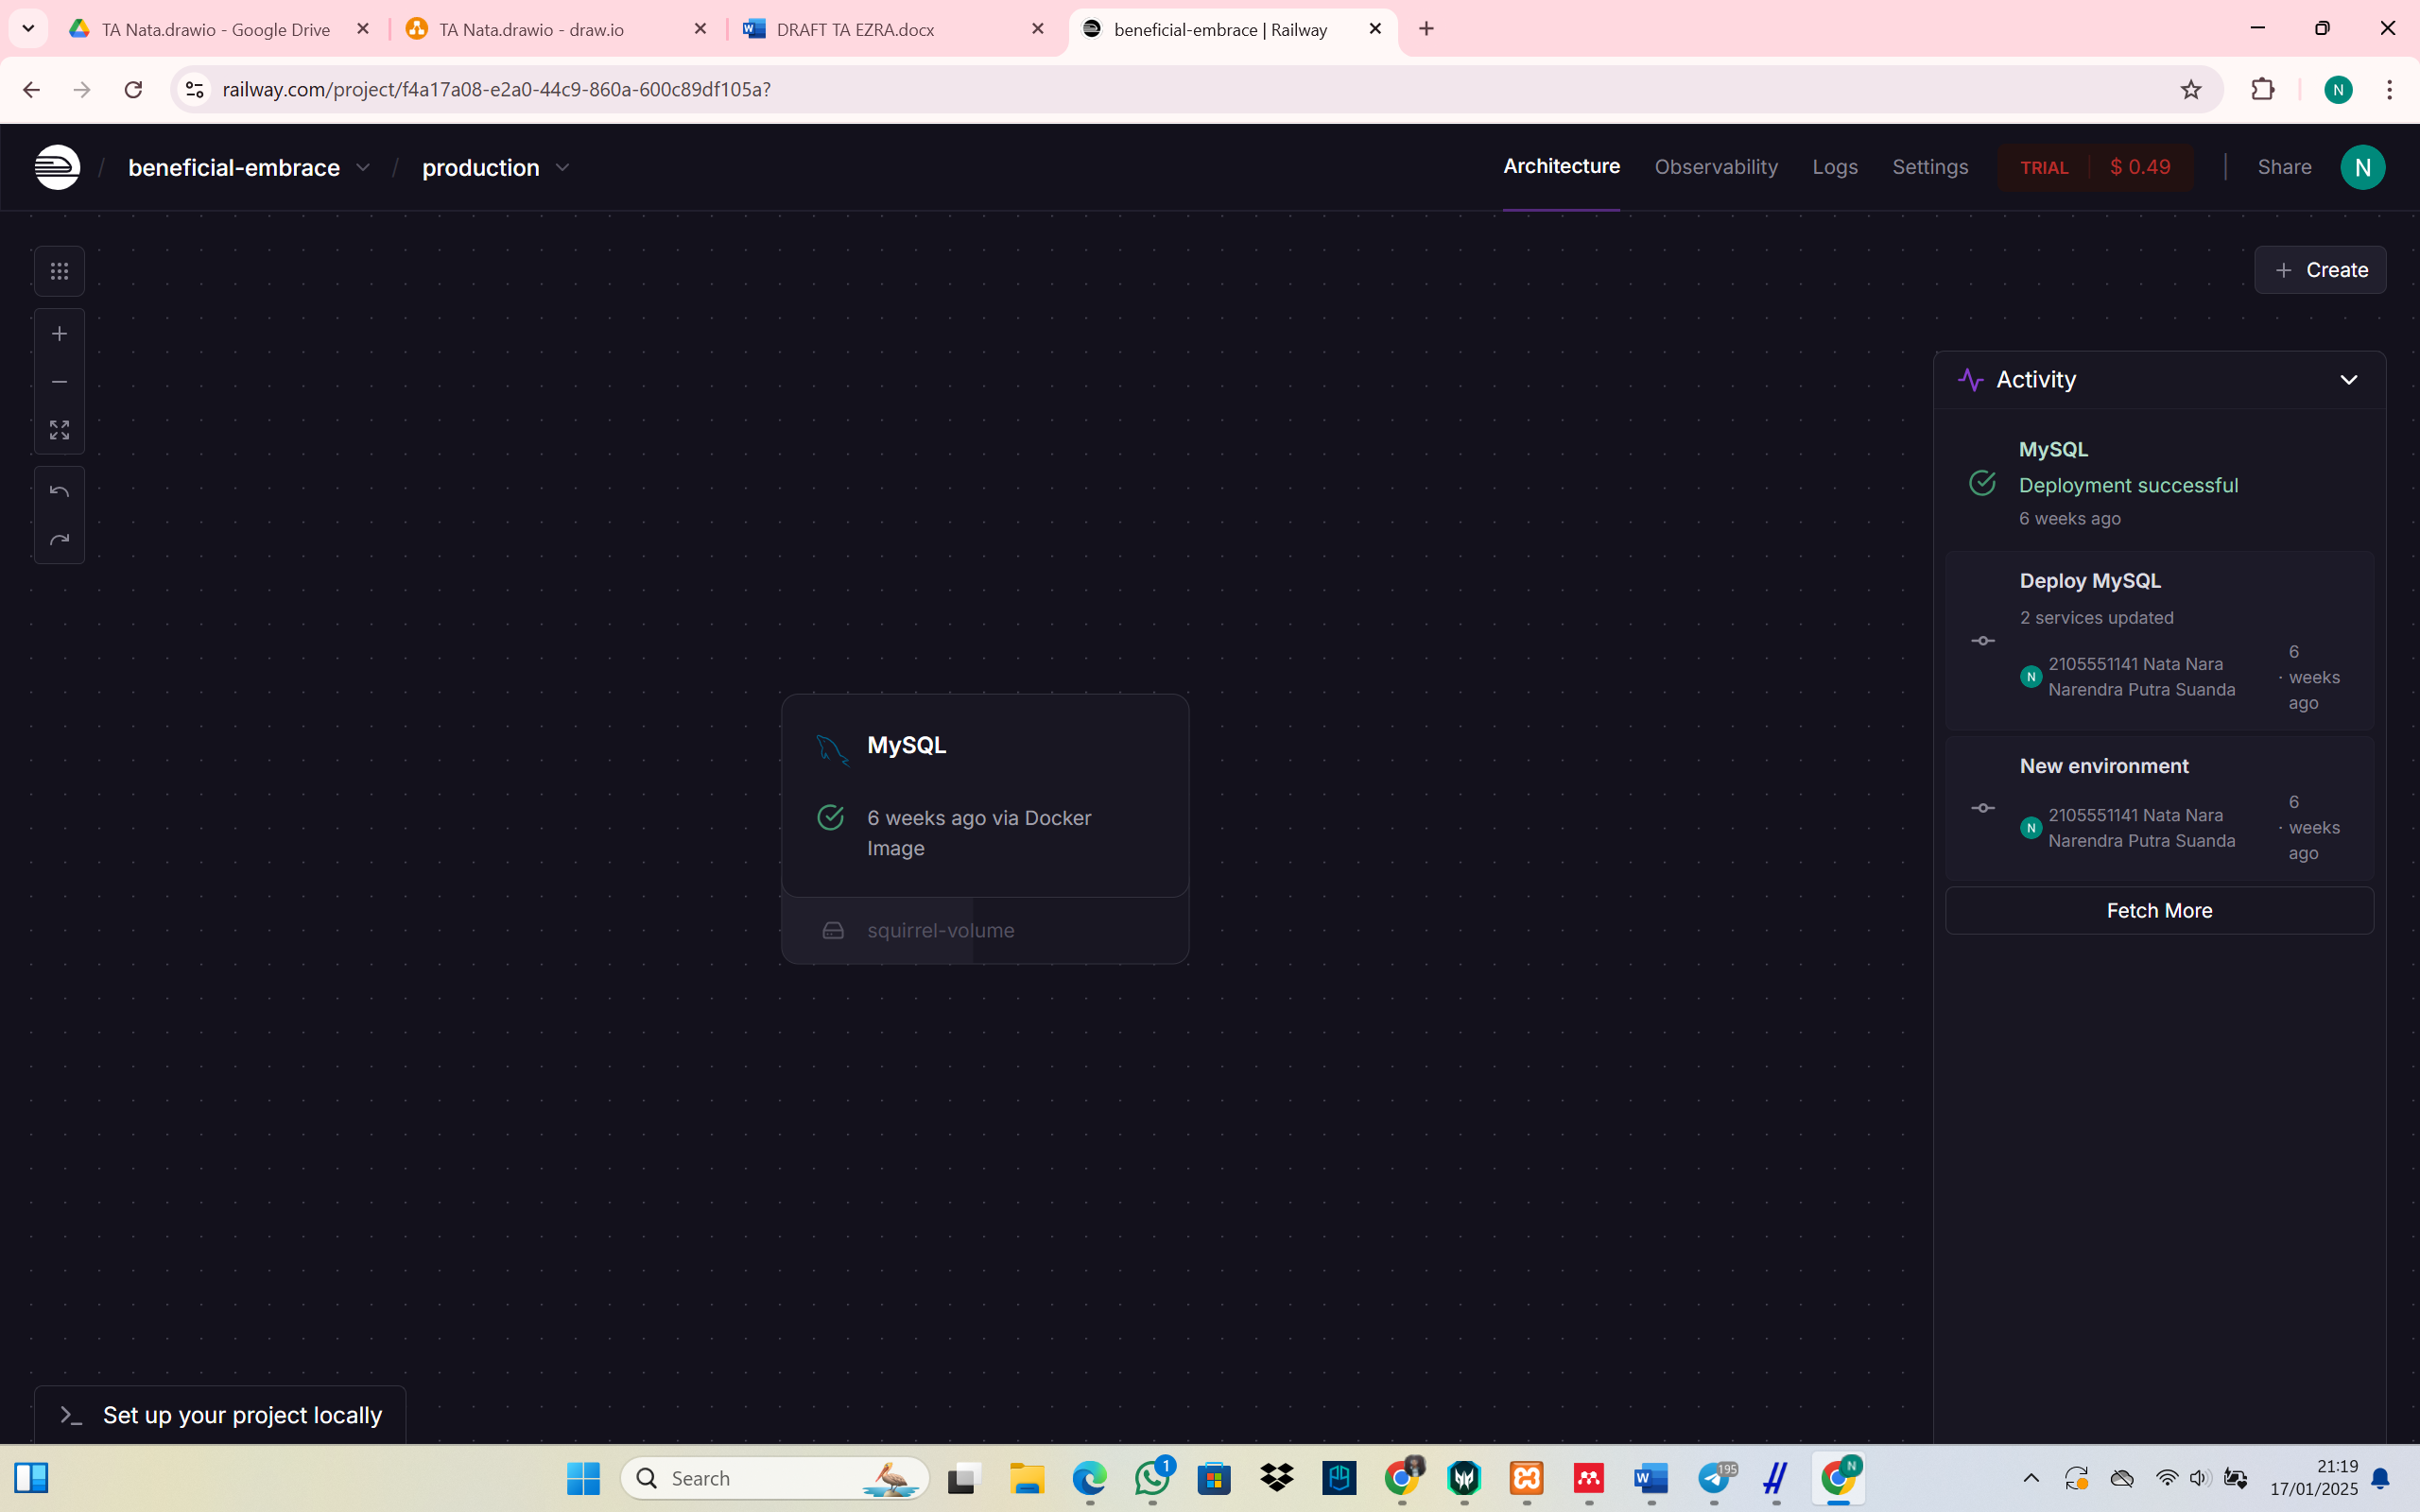 TA Nata.drawio - Google Drive
TA Nata.drawio - draw.io
DRAFT TA EZRA.docx
beneficial-embrace | Railway
railway.com/project/f4a17a08-e2a0-44c9-860a-600c89df105a?
N
/ beneficial-embrace / production
Architecture
Observability
Logs
Settings
TRIAL $ 0.49
Share
N
+ Create
Activity
MySQL
Deployment successful
6 weeks ago
Deploy MySQL
2 services updated
N
2105551141 Nata Nara
Narendra Putra Suanda
· 6
weeks
ago
New environment
N
2105551141 Nata Nara
Narendra Putra Suanda
· 6
weeks
ago
Fetch More
MySQL
6 weeks ago via Docker
Image
squirrel-volume
Set up your project locally
Search
1
W
195
N
21:19
17/01/2025